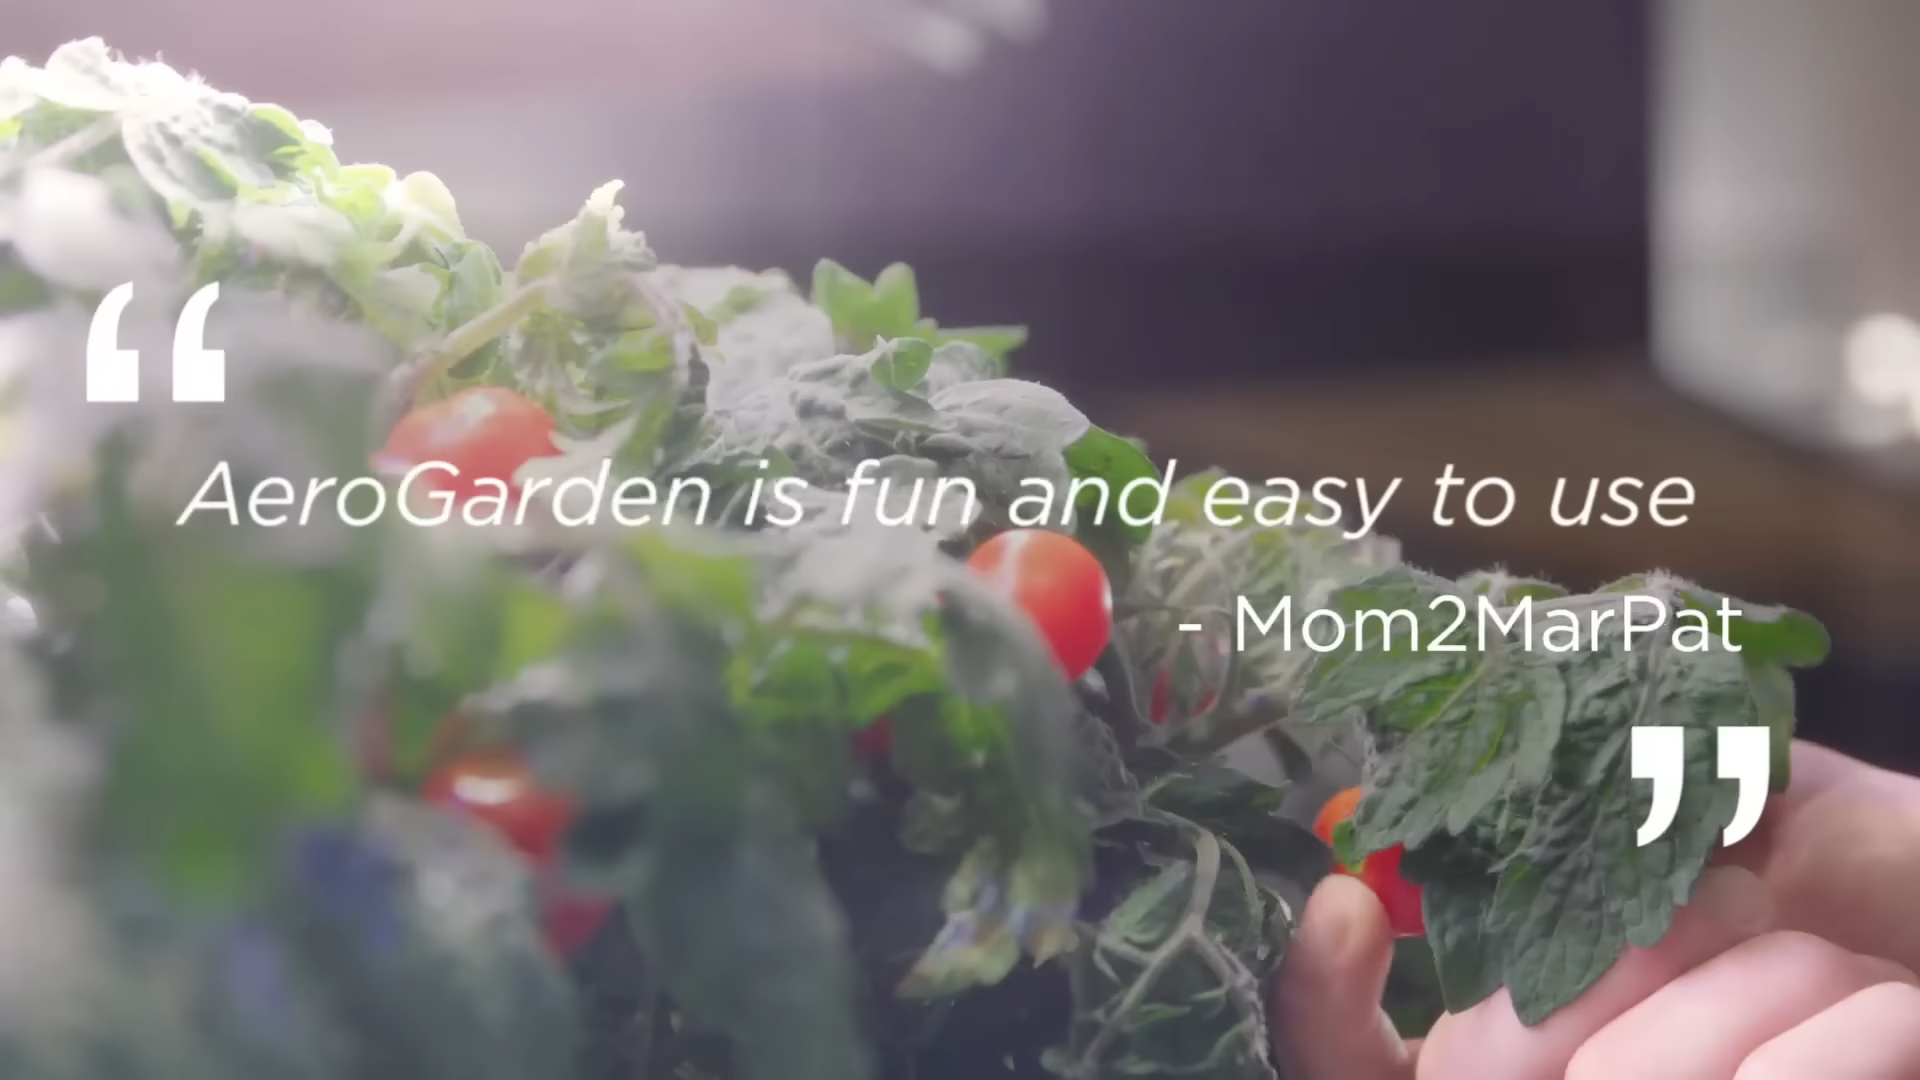 “
AeroGarden is fun and easy to use
- Mom2MarPat
”